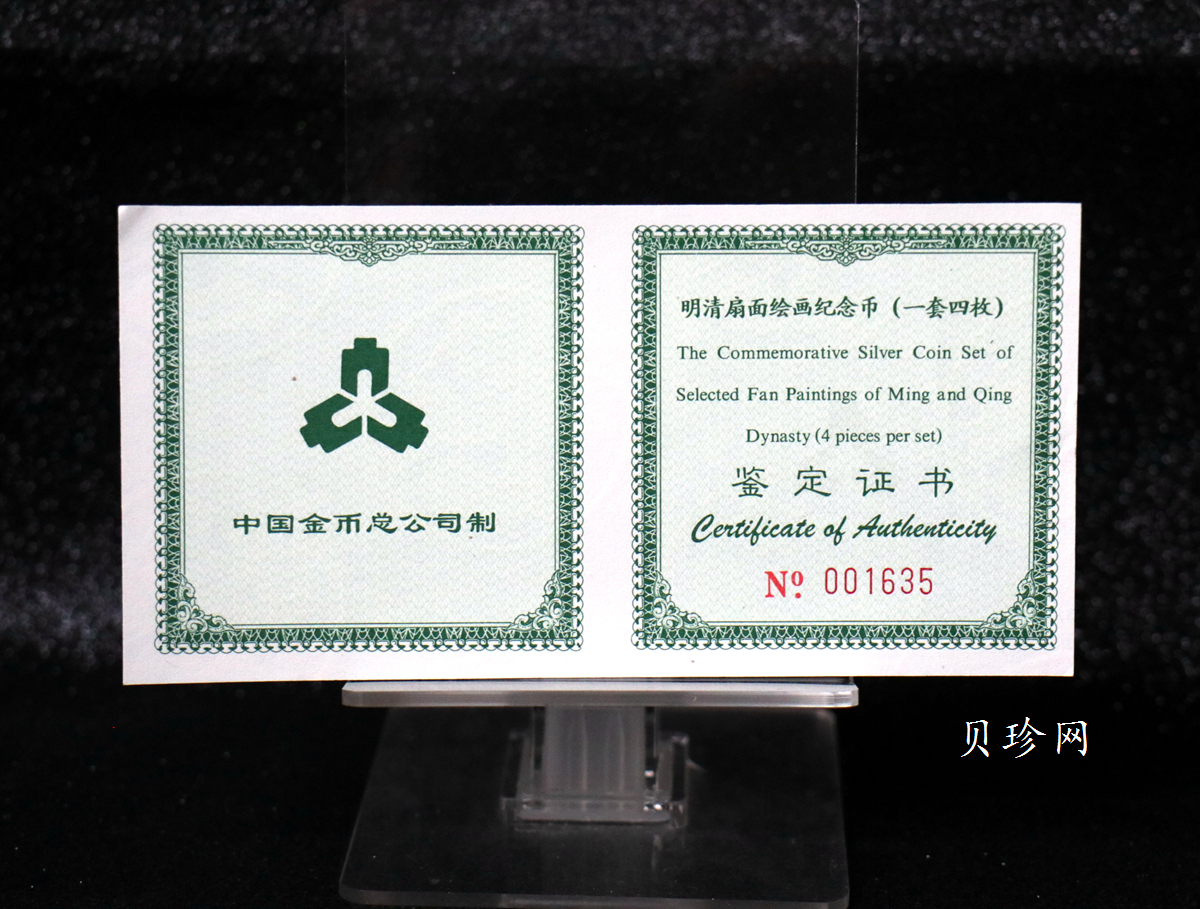 中国金币总公司制
明清扇面绘画纪念币（一套四枚）
The Commemorative Silver Coin Set of
Selected Fan Paintings of Ming and Qing
Dynasty (4 pieces per set)
鉴定证书
Certificate of Authenticity
Nº. 001635
贝珍网